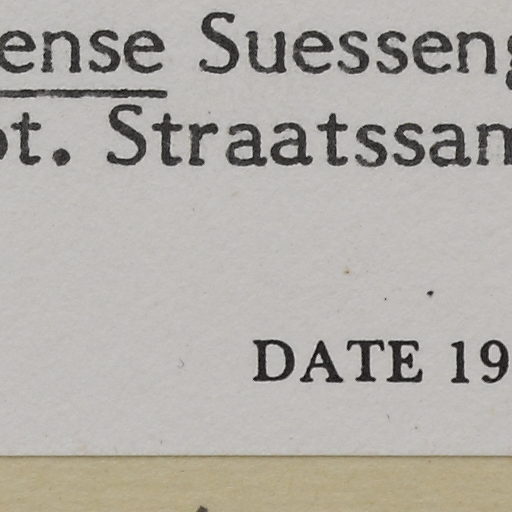 ense Suesseng
ot. Straatssam
DATE 19